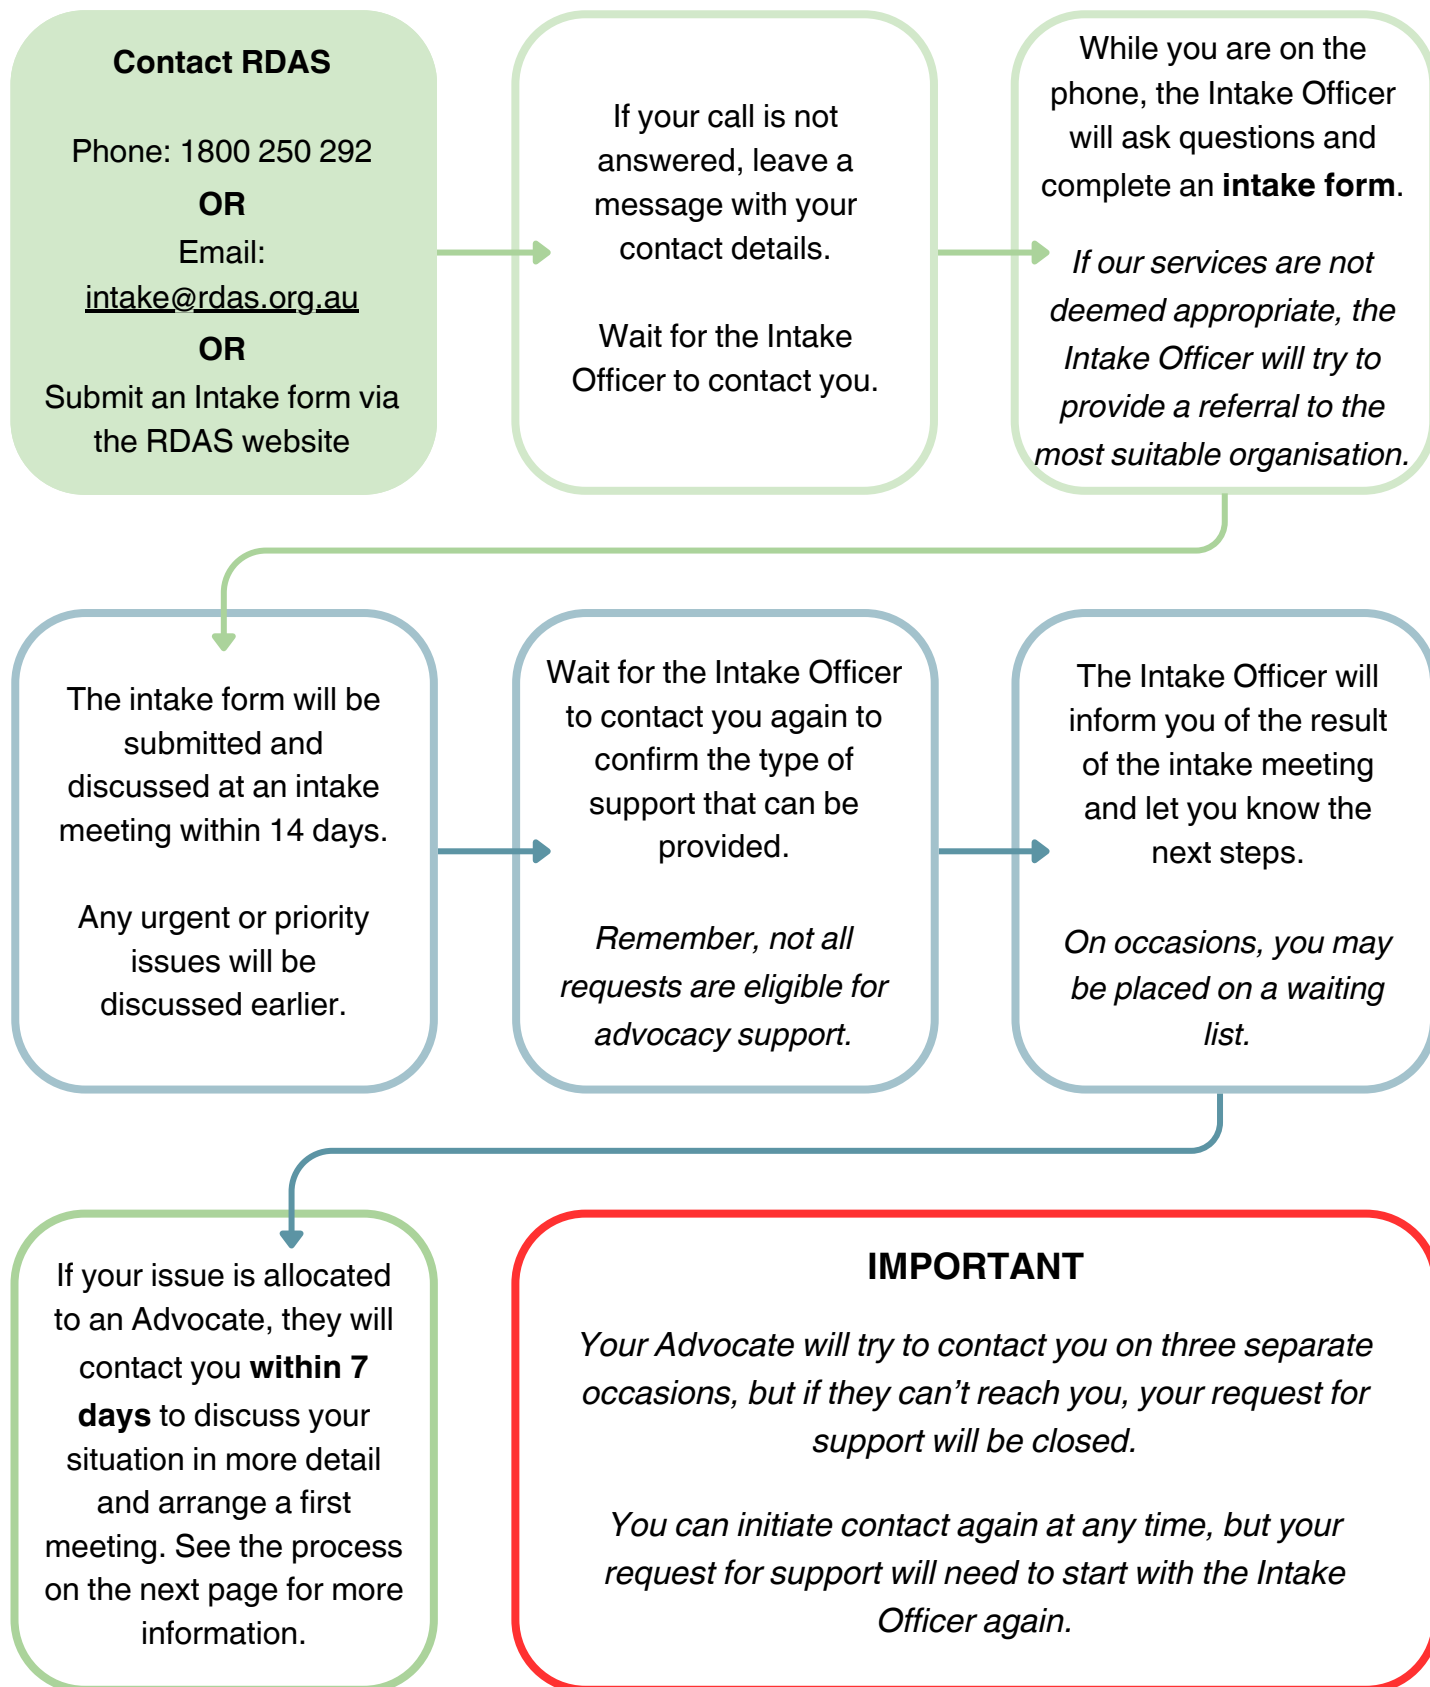 Contact RDAS
Phone: 1800 250 292
OR
Email:
intake@rdas.org.au
OR
Submit an Intake form via
the RDAS website
If your call is not
answered, leave a
message with your
contact details.
Wait for the Intake
Officer to contact you.
While you are on the
phone, the Intake Officer
will ask questions and
complete an intake form.
If our services are not
deemed appropriate, the
Intake Officer will try to
provide a referral to the
most suitable organisation.
The intake form will be
submitted and
discussed at an intake
meeting within 14 days.
Any urgent or priority
issues will be
discussed earlier.
Wait for the Intake Officer
to contact you again to
confirm the type of
support that can be
provided.
Remember, not all
requests are eligible for
advocacy support.
The Intake Officer will
inform you of the result
of the intake meeting
and let you know the
next steps.
On occasions, you may
be placed on a waiting
list.
If your issue is allocated
to an Advocate, they will
contact you within 7
days to discuss your
situation in more detail
and arrange a first
meeting. See the process
on the next page for more
information.
IMPORTANT
Your Advocate will try to contact you on three separate
occasions, but if they can’t reach you, your request for
support will be closed.
You can initiate contact again at any time, but your
request for support will need to start with the Intake
Officer again.